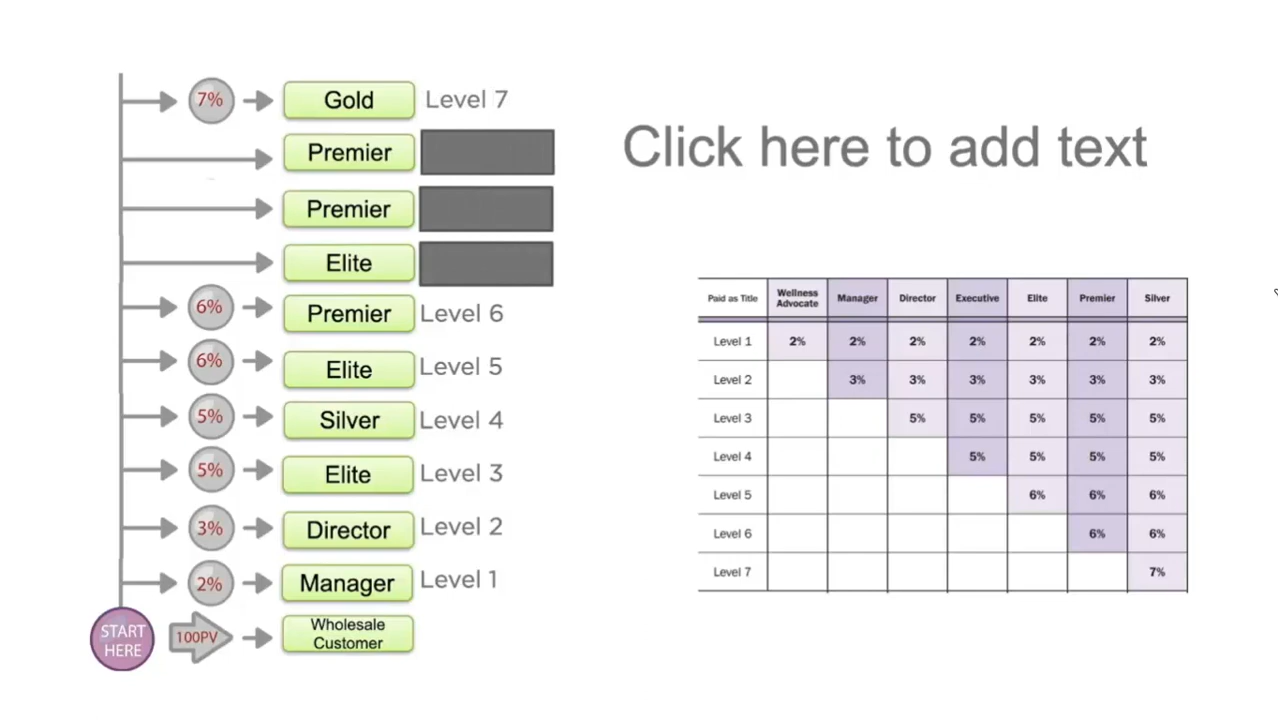 7%
Gold
Level 7
Premier
Premier
Elite
6%
Premier
Level 6
6%
Elite
Level 5
5%
Silver
Level 4
5%
Elite
Level 3
3%
Director
Level 2
2%
Manager
Level 1
START
HERE
100PV
Wholesale
Customer
Click here to add text
Paid as Title Wellness Advocate Manager Director Executive Elite Premier Silver
Level 1 2% 2% 2% 2% 2% 2% 2%
Level 2 3% 3% 3% 3% 3% 3%
Level 3 5% 5% 5% 5% 5%
Level 4 5% 5% 5% 5%
Level 5 6% 6% 6%
Level 6 6% 6%
Level 7 7%